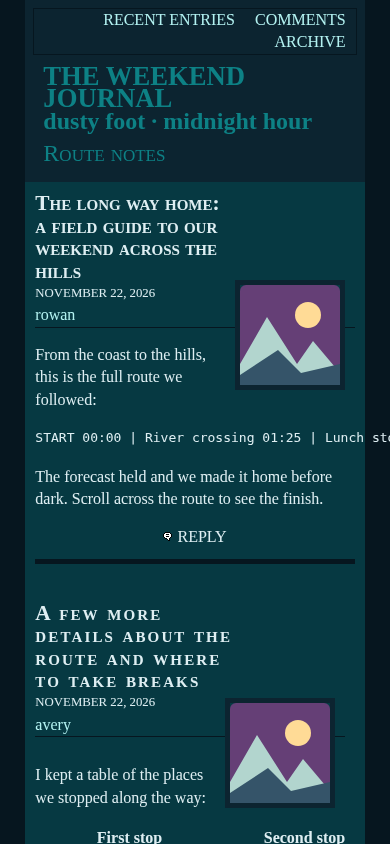 RECENT ENTRIES COMMENTS
ARCHIVE
THE WEEKEND
JOURNAL
dusty foot · midnight hour
Route notes
The long way home:
a field guide to our
weekend across the
hills
NOVEMBER 22, 2026
rowan
From the coast to the hills,
this is the full route we
followed:
START 00:00 | River crossing 01:25 | Lunch
The forecast held and we made it home before
dark. Scroll across the route to see the finish.
REPLY
A few more
details about the
route and where
to take breaks
NOVEMBER 22, 2026
avery
I kept a table of the places
we stopped along the way:
First stop Second stop